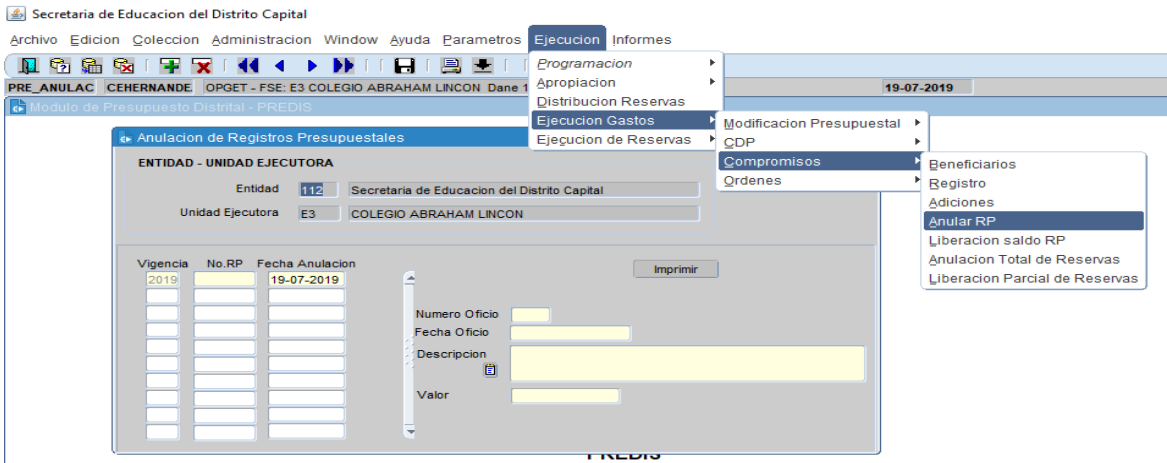 Secretaria de Educacion del Distrito Capital
Archivo Edicion Coleccion Administracion Window Ayuda Parametros Ejecucion Informes
PRE_ANULAC CEHERNANDE OPGET - FSE: E3 COLEGIO ABRAHAM LINCON Dane 1 19-07-2019
Modulo de Presupuesto Distrital - PREDIS
Programacion
Apropiacion
Distribucion Reservas
Ejecucion Gastos
Ejecucion de Reservas
Modificacion Presupuestal
CDP
Compromisos
Ordenes
Beneficiarios
Registro
Adiciones
Anular RP
Liberacion saldo RP
Anulacion Total de Reservas
Liberacion Parcial de Reservas
Anulacion de Registros Presupuestales
ENTIDAD - UNIDAD EJECUTORA
Entidad 112 Secretaria de Educacion del Distrito Capital
Unidad Ejecutora E3 COLEGIO ABRAHAM LINCON
Vigencia No.RP Fecha Anulacion
2019 19-07-2019
Imprimir
Numero Oficio
Fecha Oficio
Descripcion
Valor
PREDIS